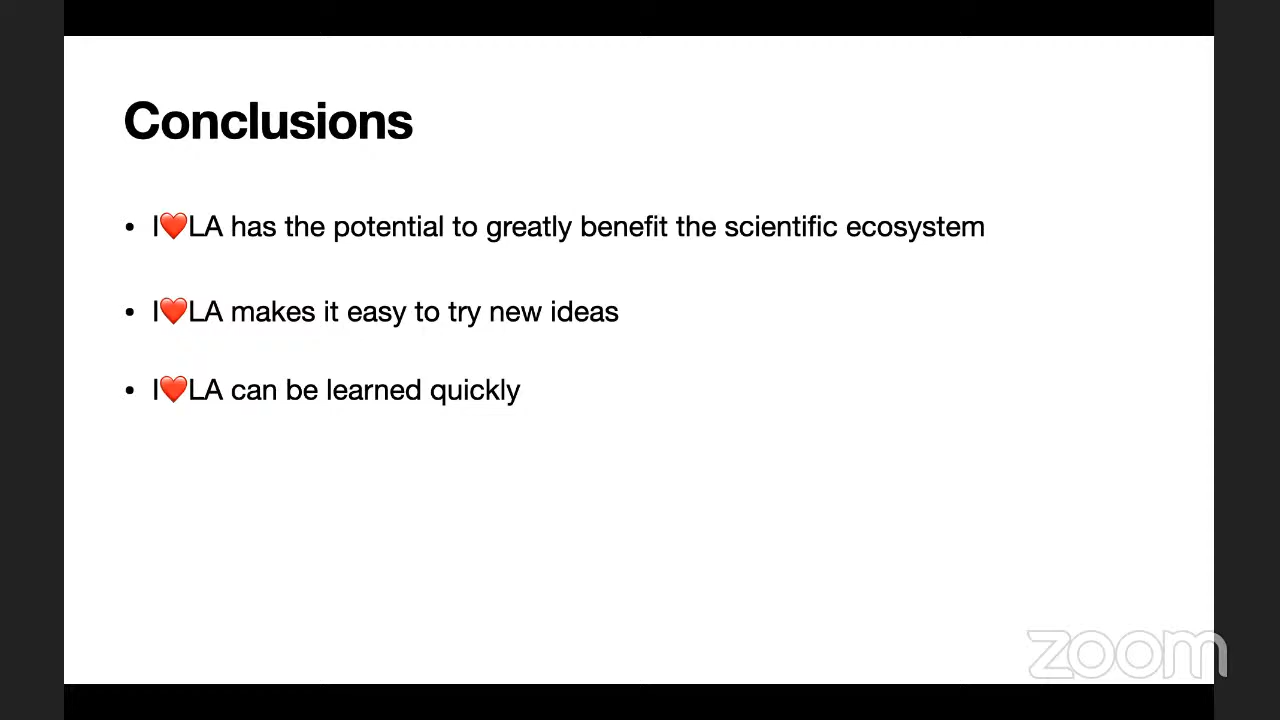 Conclusions
• I❤️LA has the potential to greatly benefit the scientific ecosystem
• I❤️LA makes it easy to try new ideas
• I❤️LA can be learned quickly
zoom